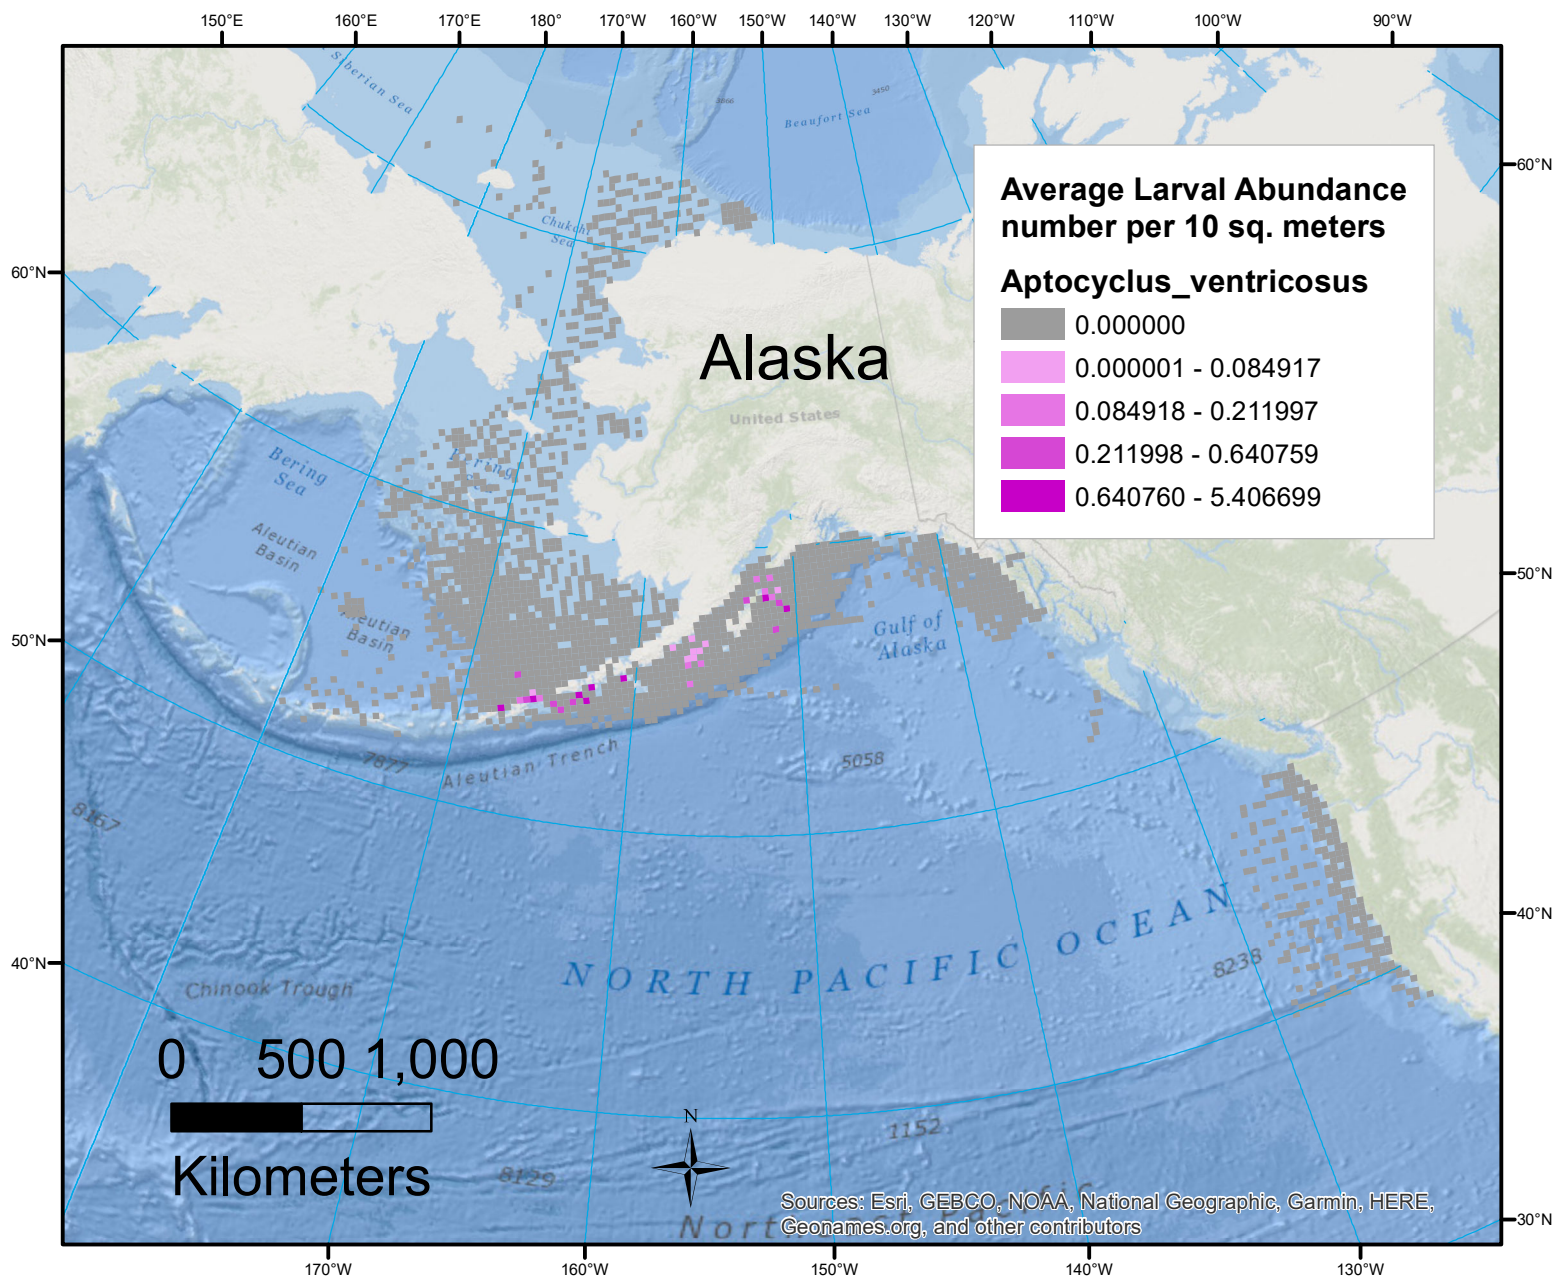 150°E 160°E 170°E 180° 170°W 160°W 150°W 140°W 130°W 120°W 110°W 100°W 90°W
Siberian Sea
3866
3450
Beaufort Sea
60°N
Average Larval Abundance
number per 10 sq. meters
Aptocyclus_ventricosus
0.000000
0.000001 - 0.084917
0.084918 - 0.211997
0.211998 - 0.640759
0.640760 - 5.406699
Chukchi
Sea
60°N
Alaska
United States
Bering
Sea
Bering
Aleutian
Basin
50°N
Aleutian
Basin
Gulf of
Alaska
50°N
7877
Aleutian Trench
5058
8167
40°N
NORTH PACIFIC OCEAN
8238
40°N
Chinook Trough
0 500 1,000
Kilometers
N
1152
8129
Sources: Esri, GEBCO, NOAA, National Geographic, Garmin, HERE,
Geonames.org, and other contributors
Pacific
30°N
170°W 160°W 150°W 140°W 130°W